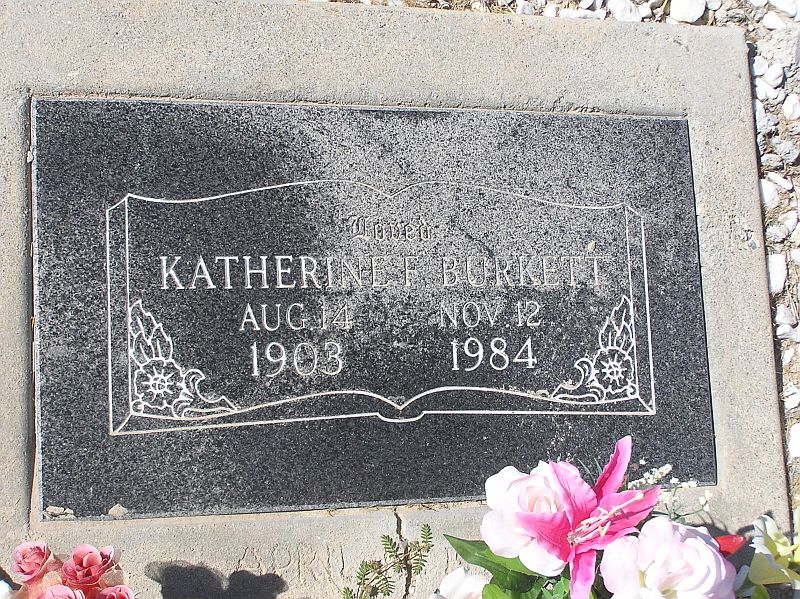 Loved
KATHERINE F. BURKETT
AUG. 14 NOV. 12
1903 1984